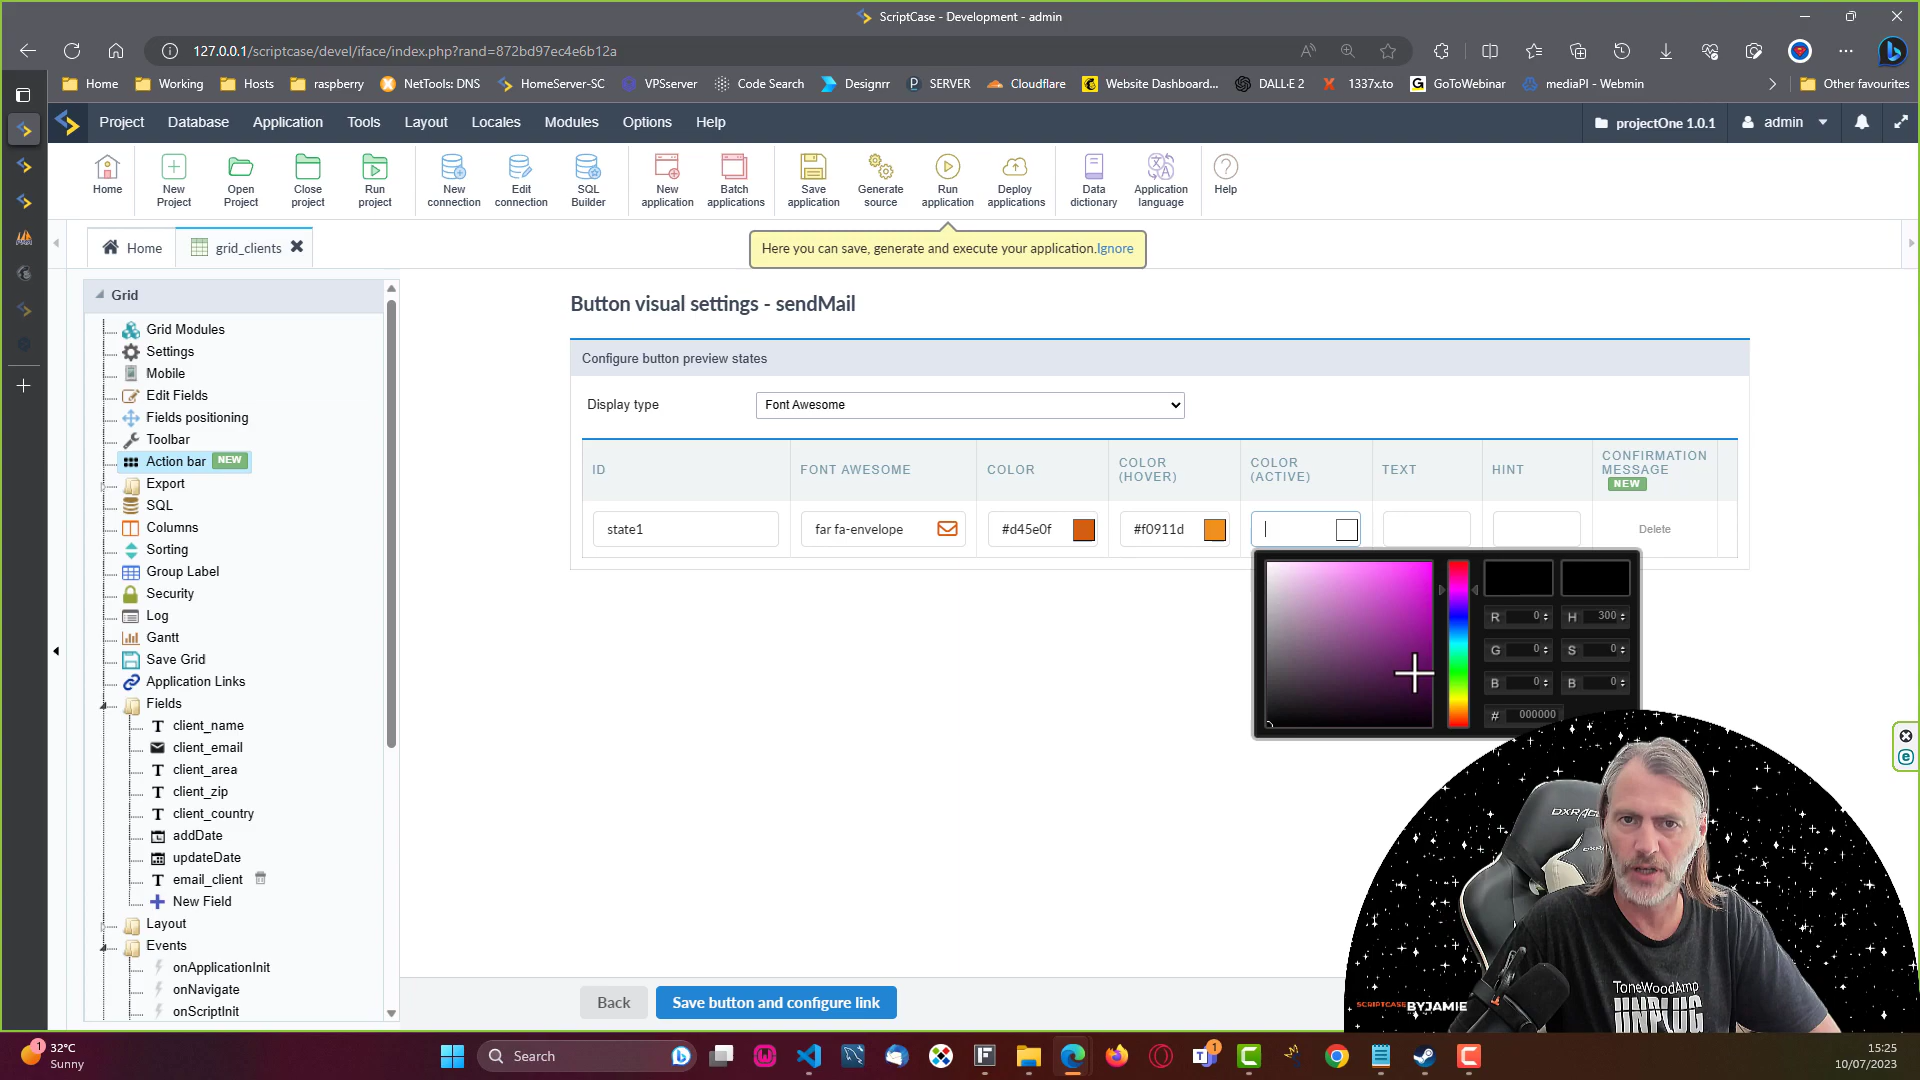 ScriptCase - Development - admin
127.0.0.1/scriptcase/devel/iface/index.php?rand=872bd97ec4e6b12a
Home Working Hosts raspberry NetTools: DNS HomeServer-SC VPSserver Code Search Designrr SERVER Cloudflare Website Dashboard... DALL·E 2 1337x.to GoToWebinar mediaPI - Webmin Other favourites
Project Database Application Tools Layout Locales Modules Options Help projectOne 1.0.1 admin
Home
New Project
Open Project
Close project
Run project
New connection
Edit connection
SQL Builder
New application
Batch applications
Save application
Generate source
Run application
Deploy applications
Data dictionary
Application language
Help
Home grid_clients
Here you can save, generate and execute your application.Ignore
Grid
Grid Modules
Settings
Mobile
Edit Fields
Fields positioning
Toolbar
Action bar NEW
Export
SQL
Columns
Sorting
Group Label
Security
Log
Gantt
Save Grid
Application Links
Fields
client_name
client_email
client_area
client_zip
client_country
addDate
updateDate
email_client
New Field
Layout
Events
onApplicationInit
onNavigate
onScriptInit
Button visual settings - sendMail
Configure button preview states
Display type Font Awesome
ID FONT AWESOME COLOR COLOR (HOVER) COLOR (ACTIVE) TEXT HINT CONFIRMATION MESSAGE NEW
state1 far fa-envelope #d45e0f #f0911d Delete
R 0 H 300
G 0 S 0
B 0 B 0
# 000000
Back Save button and configure link
DXRACER
ToneWoodAmp
UNPLUG
SCRIPTCASEBYJAMIE
1
32°C
Sunny
Search
1
15:25
10/07/2023